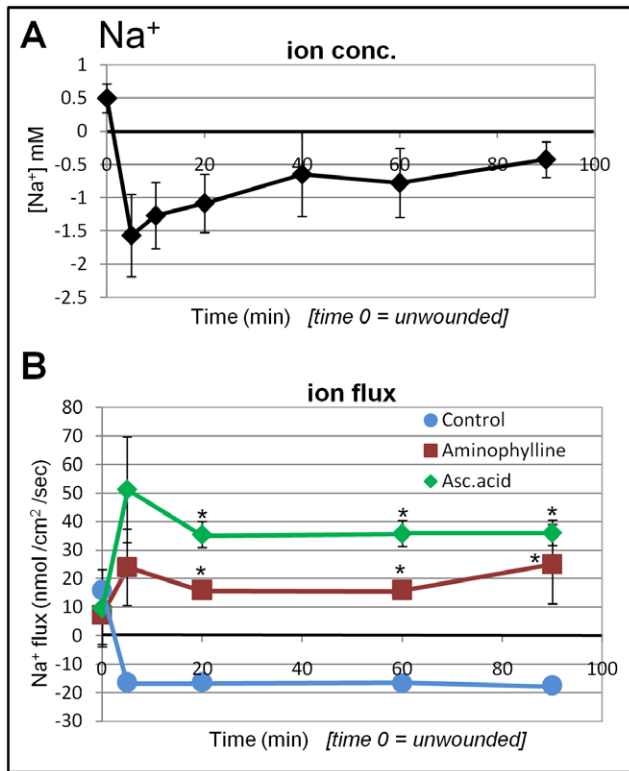 A Na⁺
ion conc.
1
0.5
0
-0.5
-1
-1.5
-2
-2.5
[Na⁺] mM
0 20 40 60 80 100
Time (min) [time 0 = unwounded]
B
ion flux
80
70
60
50
40
30
20
10
0
-10
-20
-30
Na⁺ flux (nmol /cm² /sec)
Control
Aminophylline
Asc.acid
* * *
* * *
0 20 40 60 80 100
Time (min) [time 0 = unwounded]